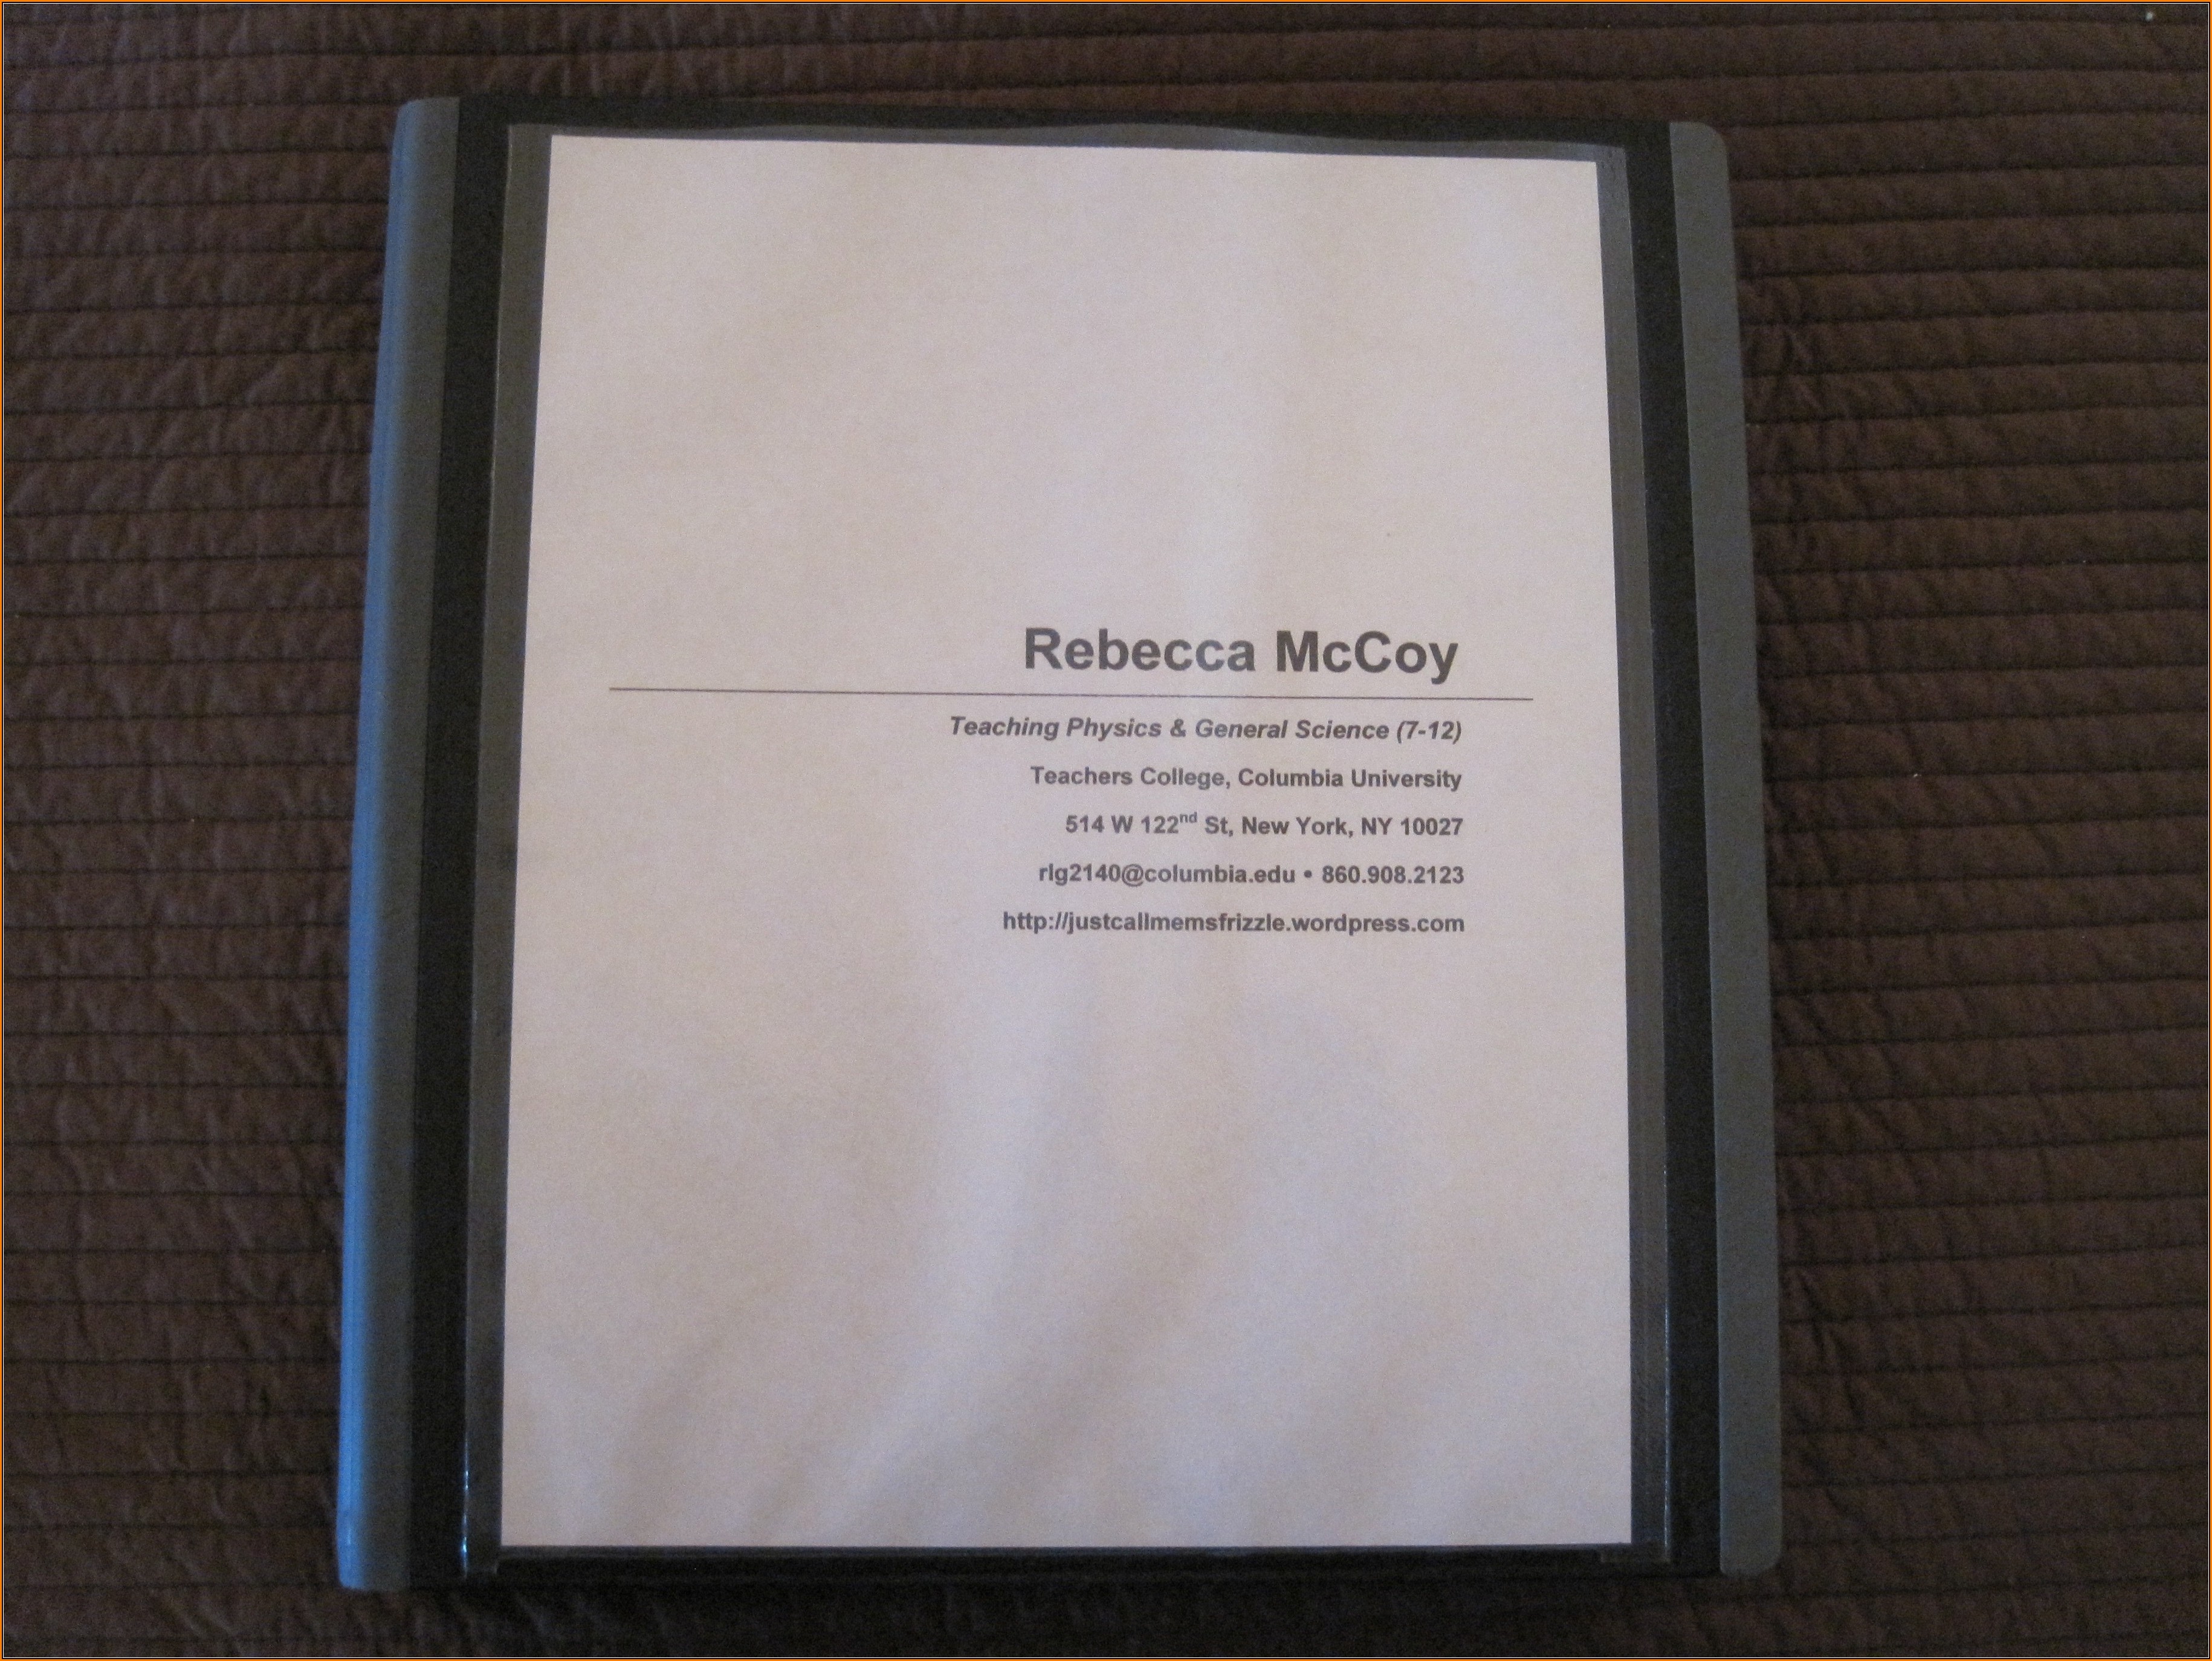 Rebecca McCoy
Teaching Physics & General Science (7-12)
Teachers College, Columbia University
514 W 122nd St, New York, NY 10027
rlg2140@columbia.edu • 860.908.2123
http://justcallmemsfrizzle.wordpress.com